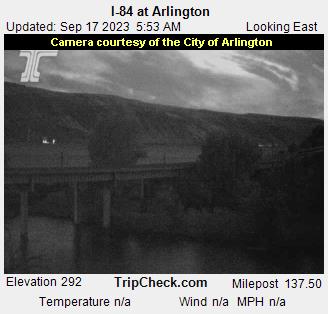 I-84 at Arlington
Updated: Sep 17 2023 5:53 AM Looking East
Camera courtesy of the City of Arlington
Elevation 292 TripCheck.com Milepost 137.50
Temperature n/a Wind n/a MPH n/a